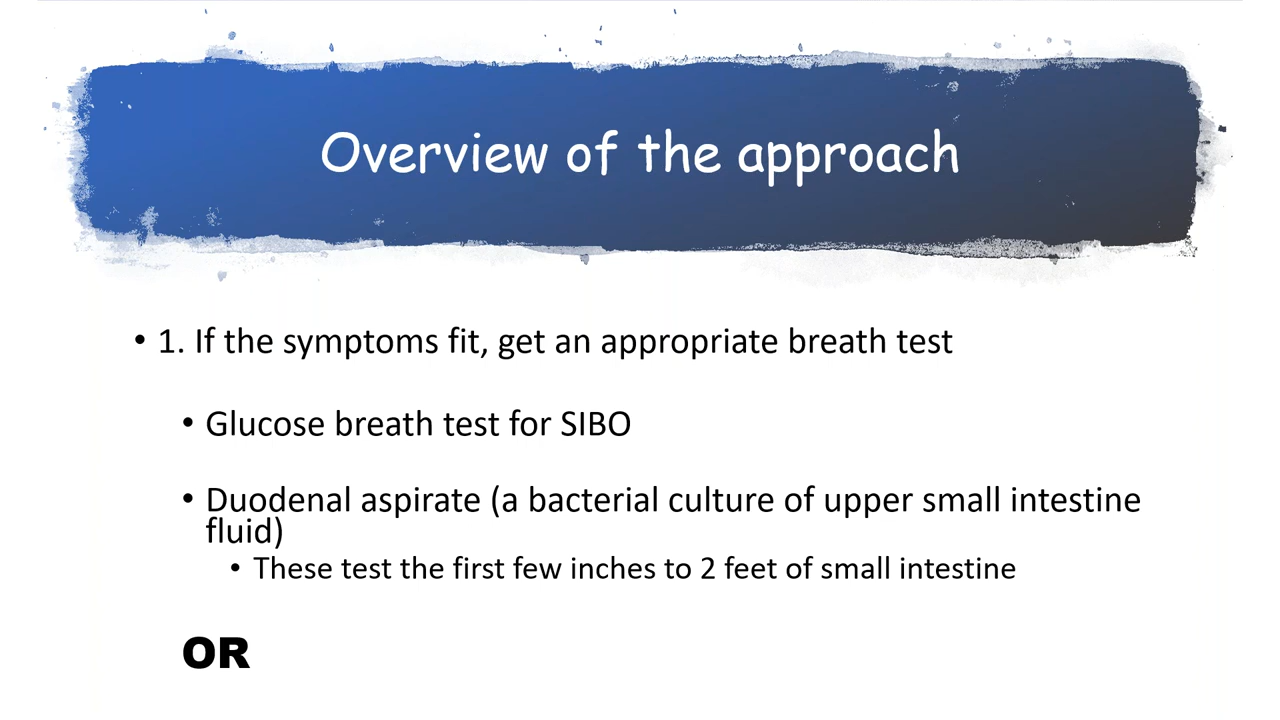 Overview of the approach
• 1. If the symptoms fit, get an appropriate breath test
• Glucose breath test for SIBO
• Duodenal aspirate (a bacterial culture of upper small intestine
fluid)
• These test the first few inches to 2 feet of small intestine
OR